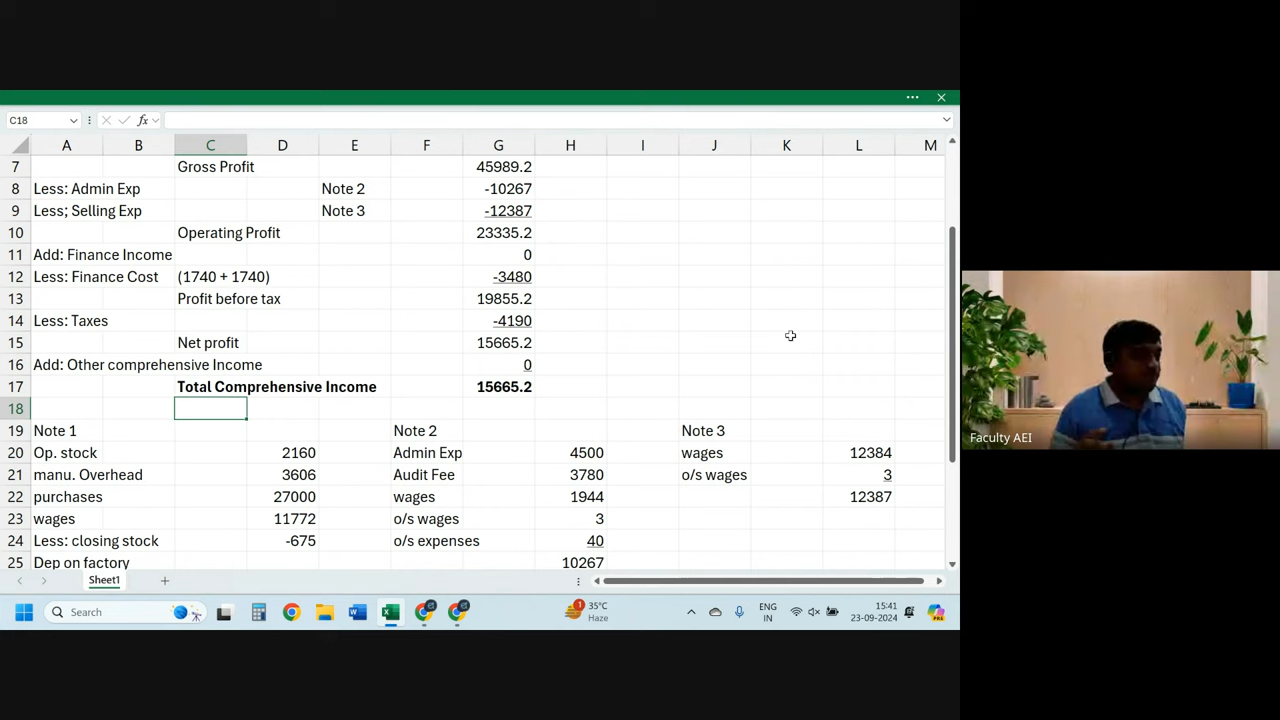 C18
fx
A B C D E F G H I J K L M
7 Gross Profit 45989.2
8 Less: Admin Exp Note 2 -10267
9 Less; Selling Exp Note 3 -12387
10 Operating Profit 23335.2
11 Add: Finance Income 0
12 Less: Finance Cost (1740 + 1740) -3480
13 Profit before tax 19855.2
14 Less: Taxes -4190
15 Net profit 15665.2
16 Add: Other comprehensive Income 0
17 Total Comprehensive Income 15665.2
18
19 Note 1 Note 2 Note 3
20 Op. stock 2160 Admin Exp 4500 wages 12384
21 manu. Overhead 3606 Audit Fee 3780 o/s wages 3
22 purchases 27000 wages 1944 12387
23 wages 11772 o/s wages 3
24 Less: closing stock -675 o/s expenses 40
25 Dep on factory 10267
Sheet1
Search
1
35°C
Haze
ENG
IN
15:41
23-09-2024
Faculty AEI